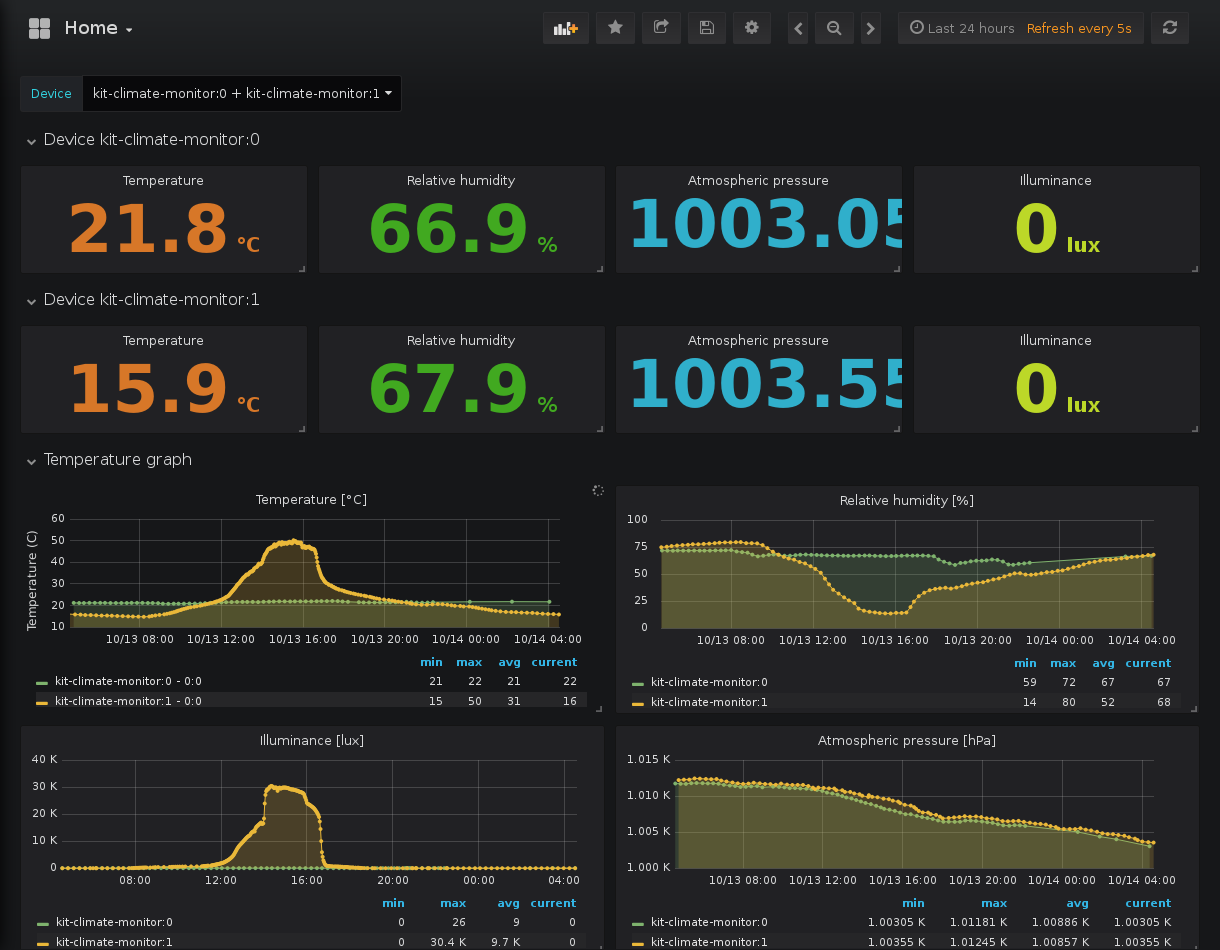 Home
Last 24 hours Refresh every 5s
Device kit-climate-monitor:0 + kit-climate-monitor:1
Device kit-climate-monitor:0
Temperature Relative humidity Atmospheric pressure Illuminance
21.8 °C 66.9 % 1003.05 0 lux
Device kit-climate-monitor:1
Temperature Relative humidity Atmospheric pressure Illuminance
15.9 °C 67.9 % 1003.55 0 lux
Temperature graph
Temperature [°C]
Temperature (C)
60
50
40
30
20
10
10/13 08:00 10/13 12:00 10/13 16:00 10/13 20:00 10/14 00:00 10/14 04:00
min max avg current
kit-climate-monitor:0 - 0:0 21 22 21 22
kit-climate-monitor:1 - 0:0 15 50 31 16
Relative humidity [%]
100
75
50
25
0
10/13 08:00 10/13 12:00 10/13 16:00 10/13 20:00 10/14 00:00 10/14 04:00
min max avg current
kit-climate-monitor:0 59 72 67 67
kit-climate-monitor:1 14 80 52 68
Illuminance [lux]
40 K
30 K
20 K
10 K
0
08:00 12:00 16:00 20:00 00:00 04:00
min max avg current
kit-climate-monitor:0 0 26 9 0
kit-climate-monitor:1 0 30.4 K 9.7 K 0
Atmospheric pressure [hPa]
1.015 K
1.010 K
1.005 K
1.000 K
10/13 08:00 10/13 12:00 10/13 16:00 10/13 20:00 10/14 00:00 10/14 04:00
min max avg current
kit-climate-monitor:0 1.00305 K 1.01181 K 1.00886 K 1.00305 K
kit-climate-monitor:1 1.00355 K 1.01245 K 1.00857 K 1.00355 K